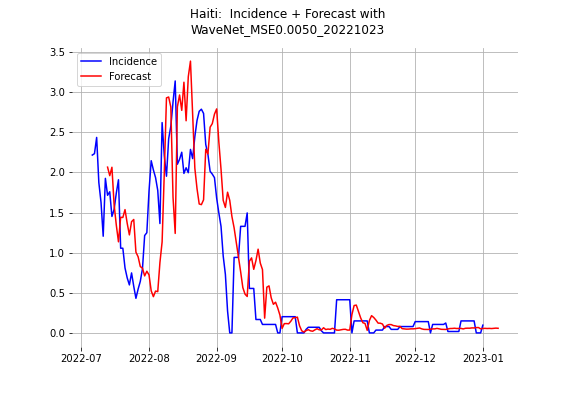 Haiti:  Incidence + Forecast with
WaveNet_MSE0.0050_20221023
Incidence
Forecast
3.5
3.0
2.5
2.0
1.5
1.0
0.5
0.0
2022-07 2022-08 2022-09 2022-10 2022-11 2022-12 2023-01